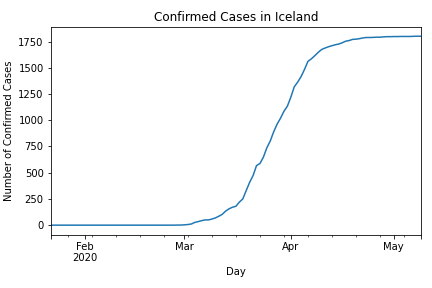 Confirmed Cases in Iceland
Number of Confirmed Cases
1750
1500
1250
1000
750
500
250
0
Feb
2020
Mar
Apr
May
Day